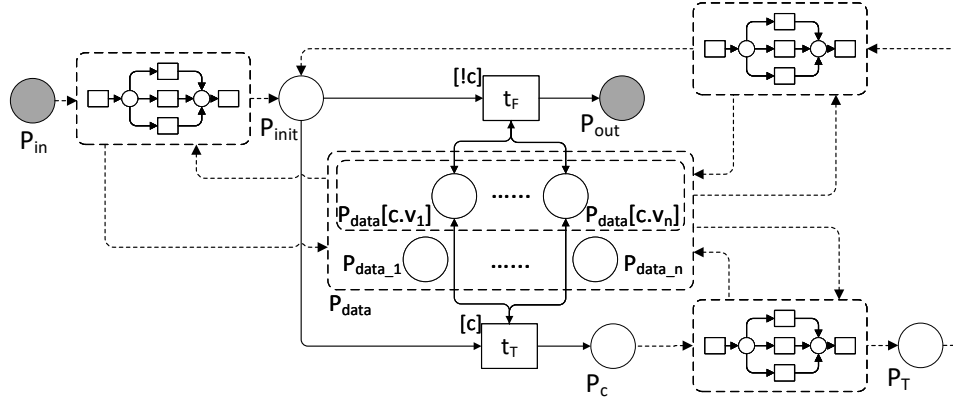 [!c]
t_F
P_in
P_init
P_out
P_data[c.v_1]
......
P_data[c.v_n]
P_data_1
......
P_data_n
P_data
[c]
t_T
P_c
P_T